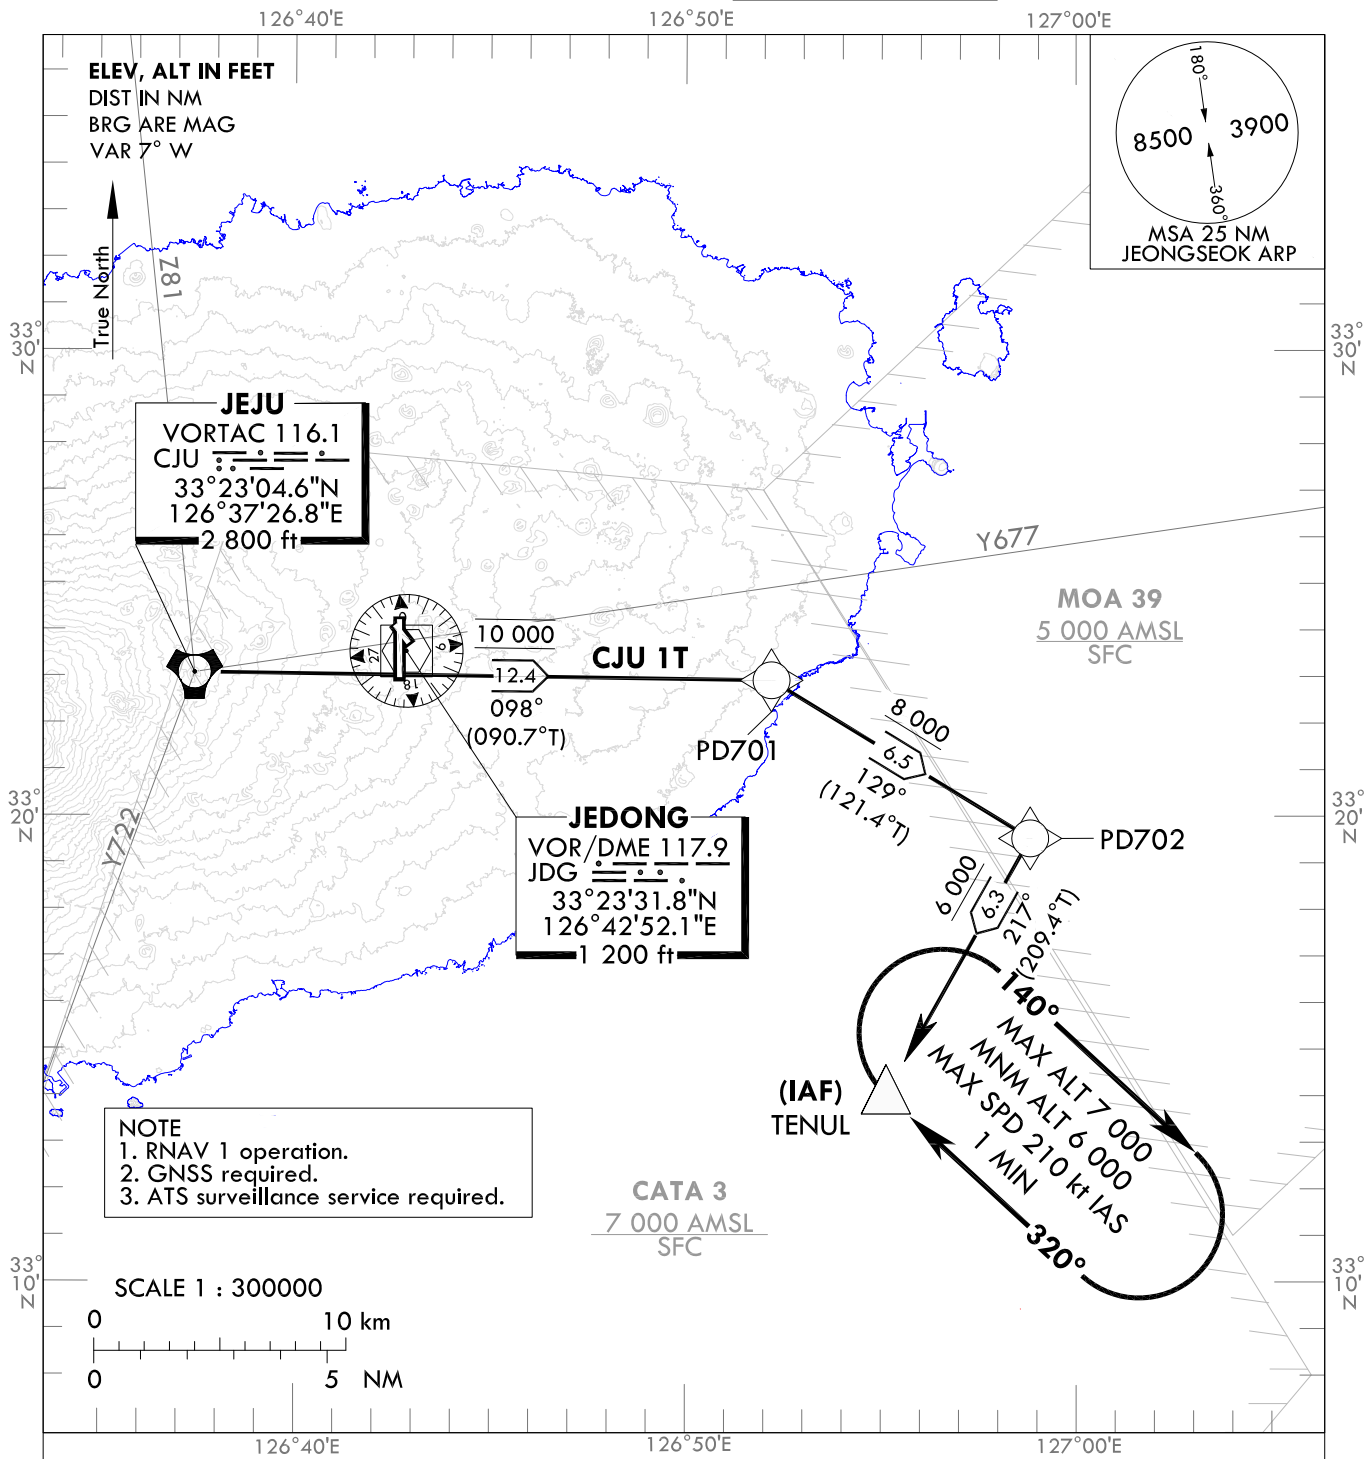 126°40'E
126°50'E
127°00'E
ELEV, ALT IN FEET
DIST IN NM
BRG ARE MAG
VAR 7° W
True North
Z81
180°
8500
3900
360°
MSA 25 NM
JEONGSEOK ARP
33°
30'
N
33°
30'
N
JEJU
VORTAC 116.1
CJU
33°23'04.6"N
126°37'26.8"E
2 800 ft
Y677
MOA 39
5 000 AMSL
SFC
0
9
18
27
10 000
12.4
098°
(090.7°T)
CJU 1T
PD701
8 000
6.5
129°
(121.4°T)
33°
20'
N
33°
20'
N
Y722
JEDONG
VOR/DME 117.9
JDG
33°23'31.8"N
126°42'52.1"E
1 200 ft
PD702
6 000
6.3
217°
(209.4°T)
140°
MAX ALT 7 000
MNM ALT 6 000
MAX SPD 210 kt IAS
1 MIN
320°
(IAF)
TENUL
NOTE
1. RNAV 1 operation.
2. GNSS required.
3. ATS surveillance service required.
CATA 3
7 000 AMSL
SFC
33°
10'
N
33°
10'
N
SCALE 1 : 300000
0 10 km
0 5 NM
126°40'E
126°50'E
127°00'E